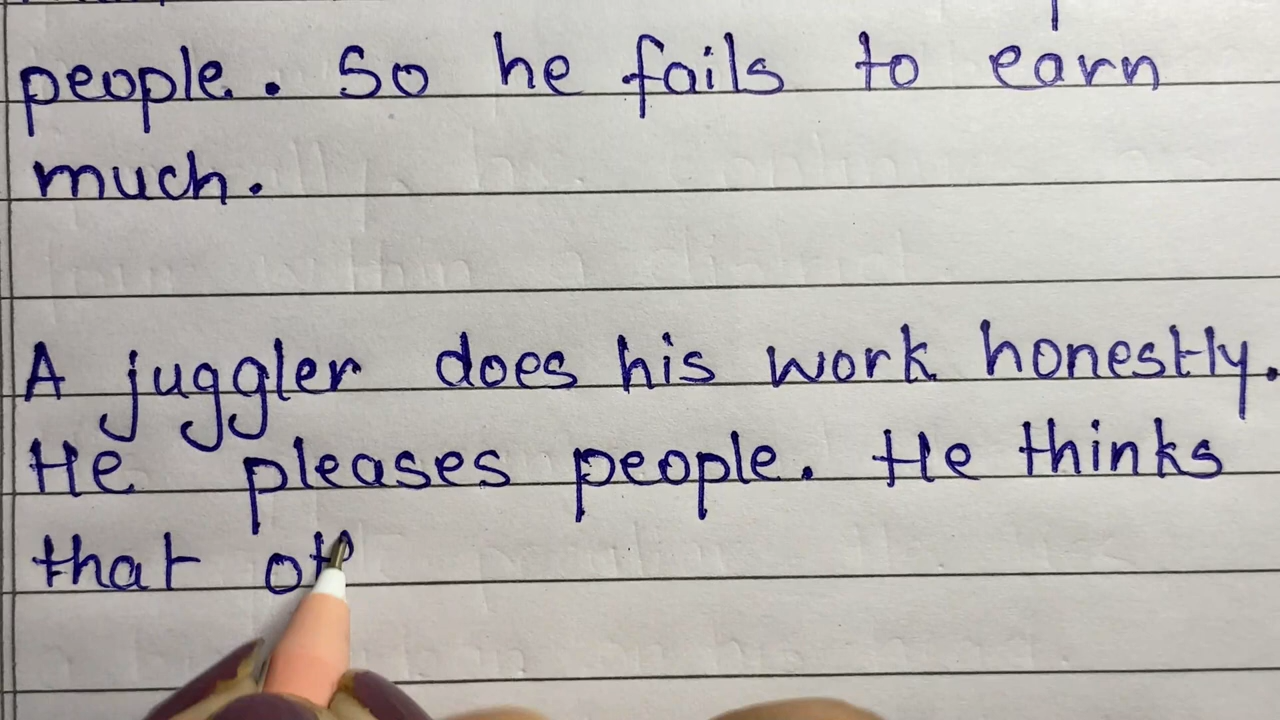 people. So he fails to earn
much.
A juggler does his work honestly.
He pleases people. He thinks
that